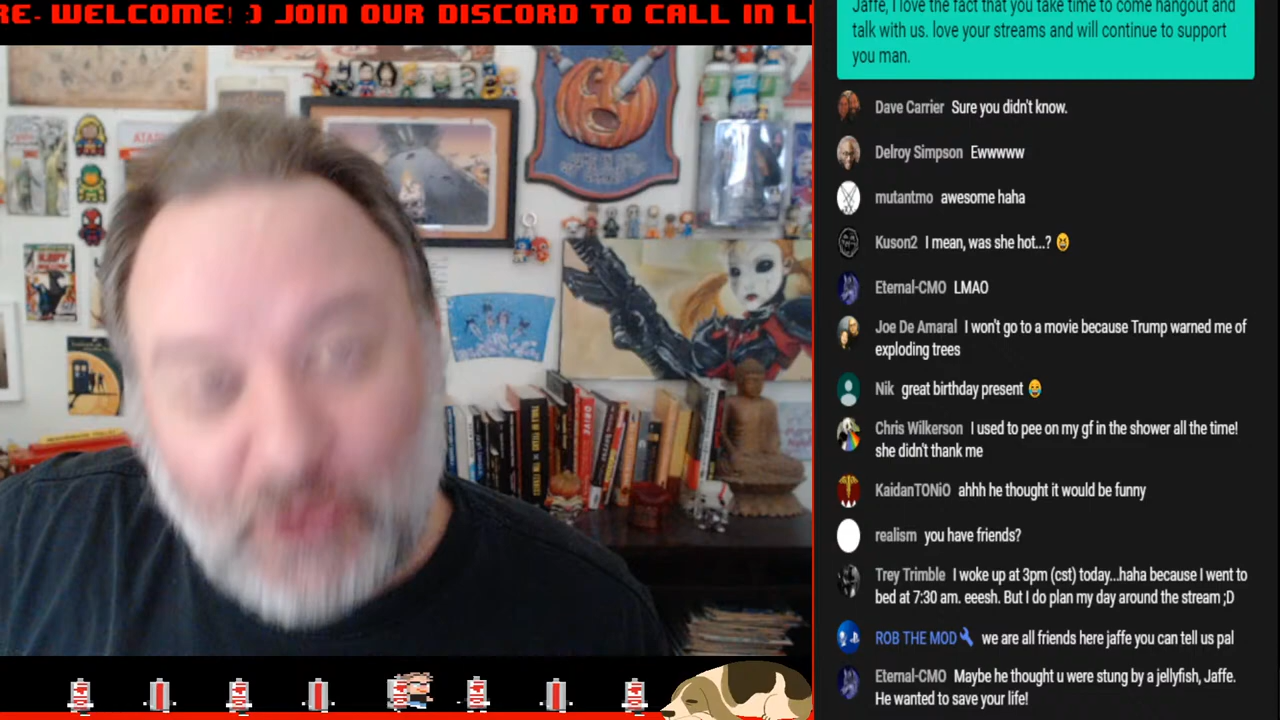 RE- WELCOME! :) JOIN OUR DISCORD TO CALL IN LI
Jaffe, I love the fact that you take time to come hangout and
talk with us. love your streams and will continue to support
you man.
Dave Carrier Sure you didn't know.
Delroy Simpson Ewwwww
mutantmo awesome haha
Kuson2 I mean, was she hot...? 😆
Eternal-CMO LMAO
Joe De Amaral I won't go to a movie because Trump warned me of
exploding trees
Nik great birthday present 😂
Chris Wilkerson I used to pee on my gf in the shower all the time!
she didn't thank me
KaidanTONiO ahhh he thought it would be funny
realism you have friends?
Trey Trimble I woke up at 3pm (cst) today...haha because I went to
bed at 7:30 am. eeesh. But I do plan my day around the stream ;D
ROB THE MOD🔧 we are all friends here jaffe you can tell us pal
Eternal-CMO Maybe he thought u were stung by a jellyfish, Jaffe.
He wanted to save your life!
ATARI
SLEEPY
DRIVE